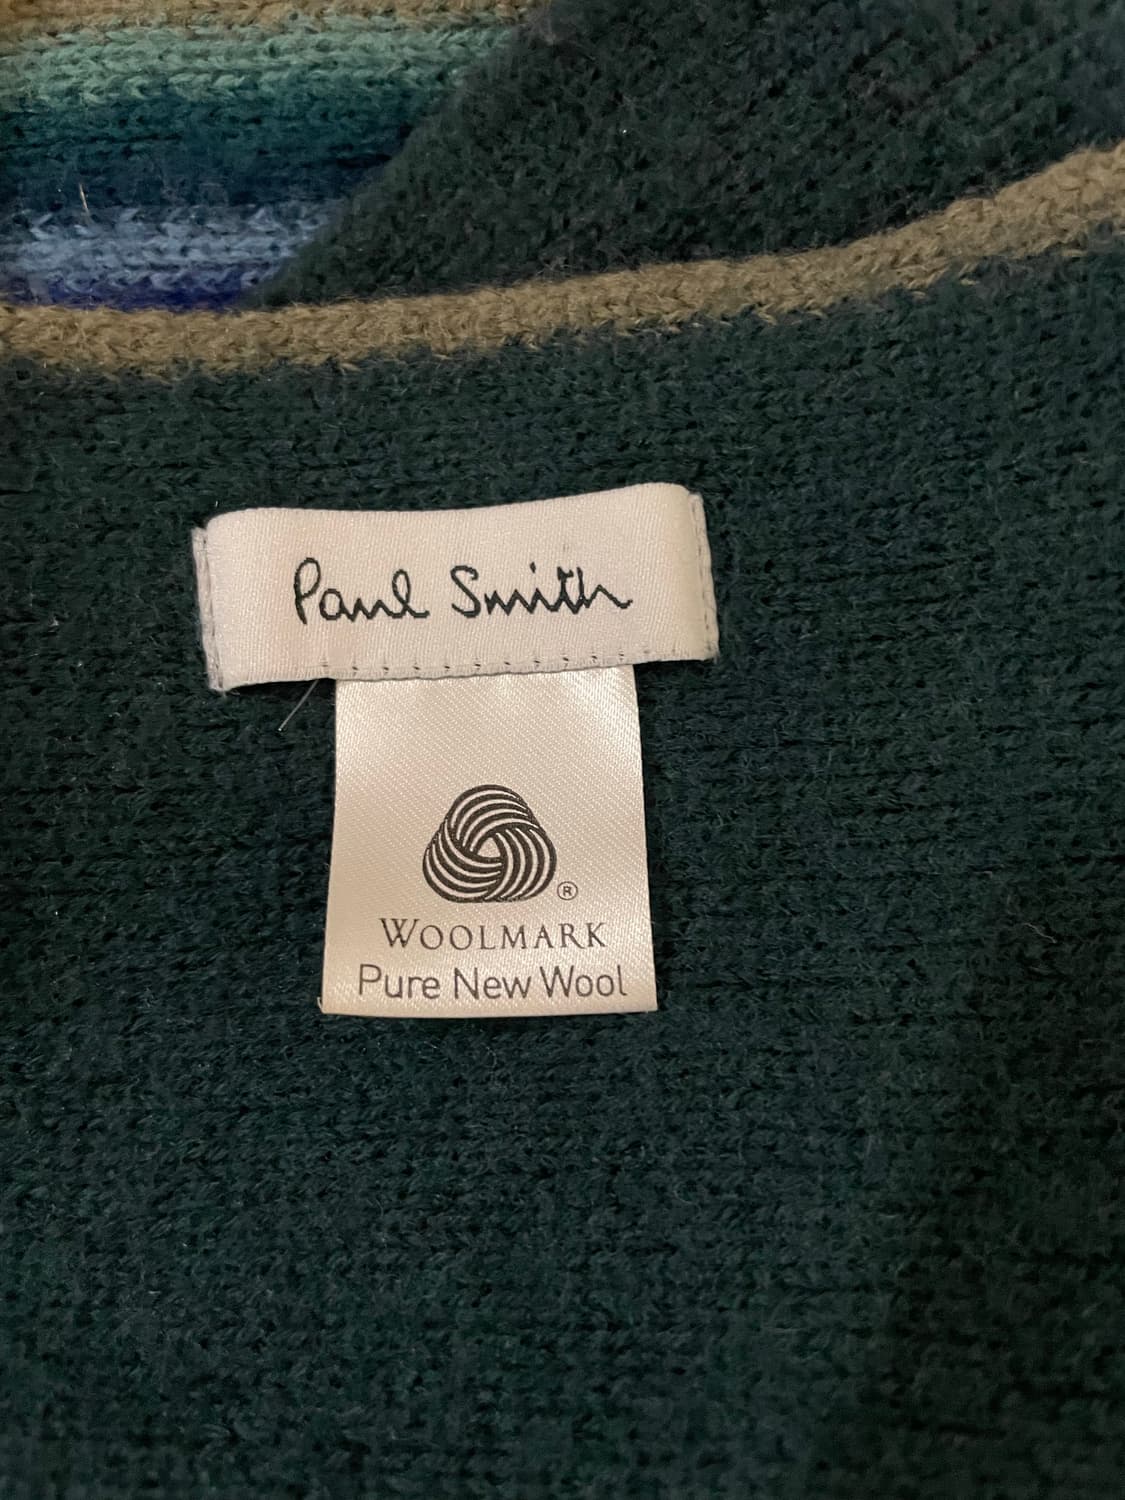 Paul Smith
®
WOOLMARK
Pure New Wool